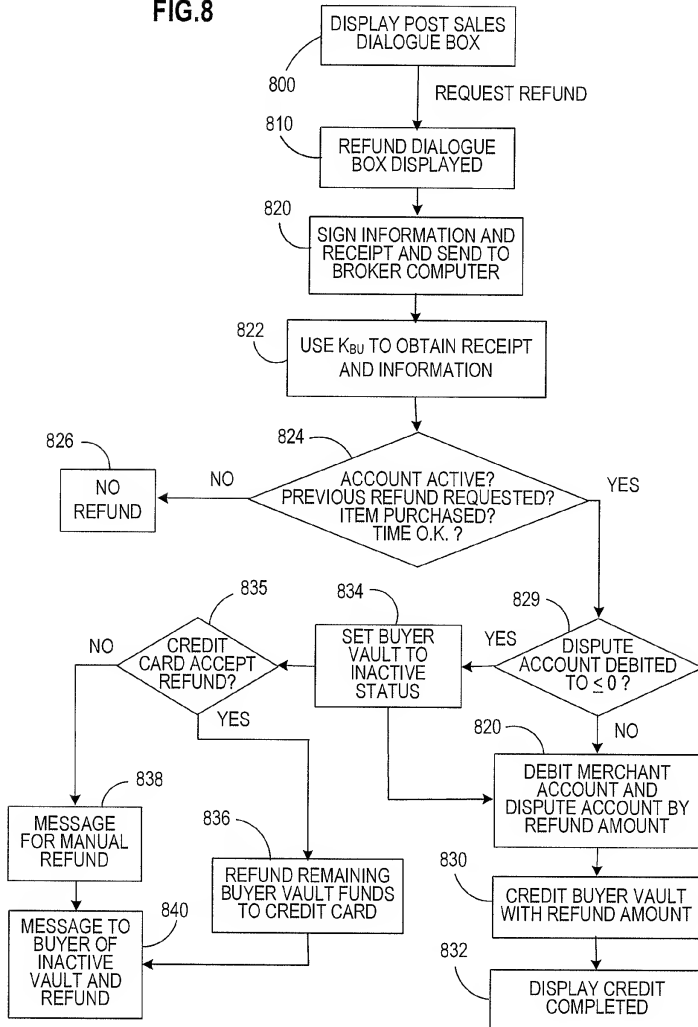 FIG.8
DISPLAY POST SALES
DIALOGUE BOX
800
REQUEST REFUND
810
REFUND DIALOGUE
BOX DISPLAYED
820
SIGN INFORMATION AND
RECEIPT AND SEND TO
BROKER COMPUTER
822
USE KBU TO OBTAIN RECEIPT
AND INFORMATION
824
826
NO
REFUND
NO
ACCOUNT ACTIVE?
PREVIOUS REFUND REQUESTED?
ITEM PURCHASED?
TIME O.K. ?
YES
835
834
829
NO
CREDIT
CARD ACCEPT
REFUND?
YES
SET BUYER
VAULT TO
INACTIVE
STATUS
YES
DISPUTE
ACCOUNT DEBITED
TO ≤ 0 ?
NO
820
DEBIT MERCHANT
ACCOUNT AND
DISPUTE ACCOUNT BY
REFUND AMOUNT
838
MESSAGE
FOR MANUAL
REFUND
836
REFUND REMAINING
BUYER VAULT FUNDS
TO CREDIT CARD
830
CREDIT BUYER VAULT
WITH REFUND AMOUNT
840
MESSAGE TO
BUYER OF
INACTIVE
VAULT AND
REFUND
832
DISPLAY CREDIT
COMPLETED